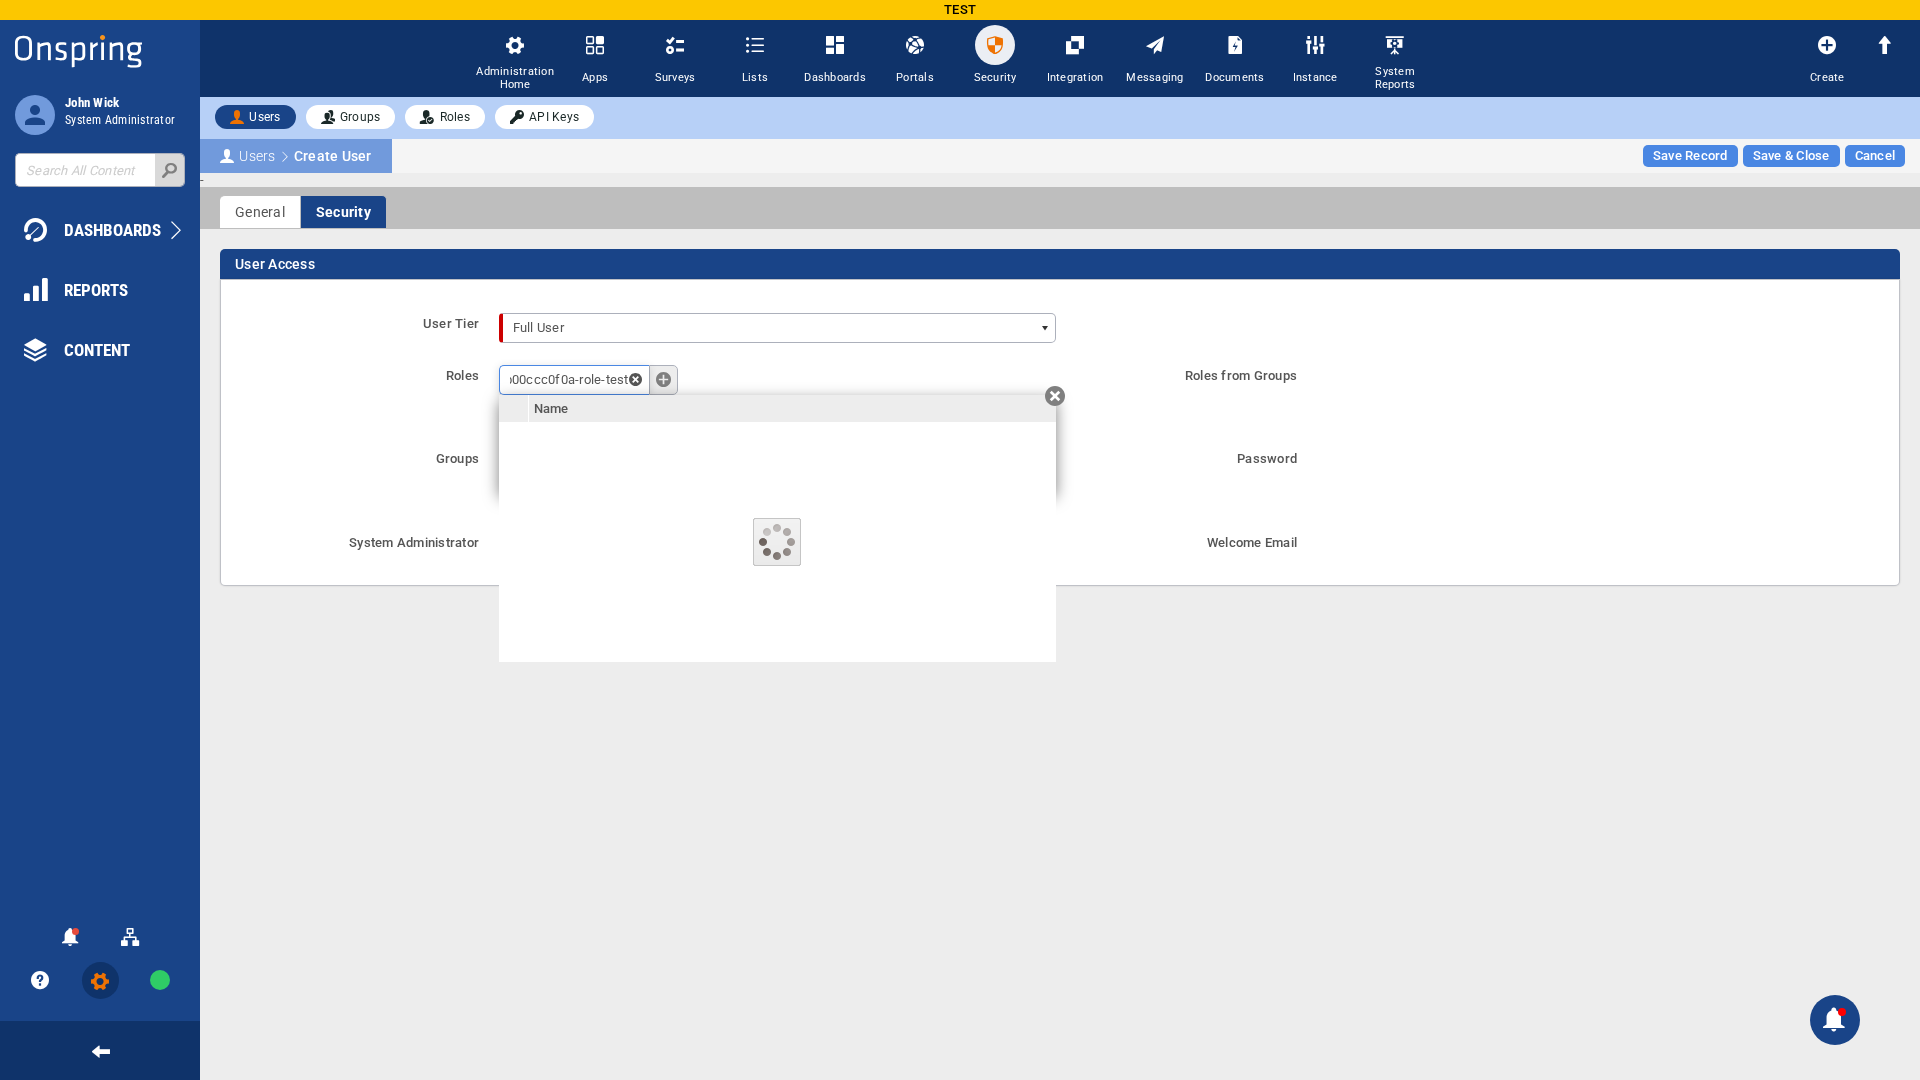 TEST
Onspring
John Wick
System Administrator
Search All Content
DASHBOARDS
REPORTS
CONTENT
Administration Home
Apps
Surveys
Lists
Dashboards
Portals
Security
Integration
Messaging
Documents
Instance
System Reports
Create
Users
Groups
Roles
API Keys
Users
Create User
Save Record
Save & Close
Cancel
General
Security
User Access
User Tier
Full User
Roles
00ccc0f0a-role-test
Roles from Groups
Name
Groups
Password
System Administrator
Welcome Email